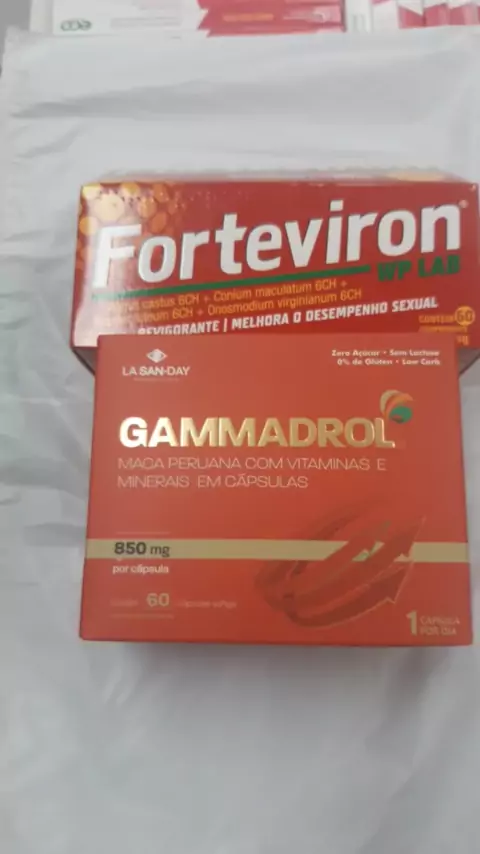 Forteviron®
WP LAB
castus 6CH + Conium maculatum 6CH +
6CH + Onosmodium virginianum 6CH
REVIGORANTE | MELHORA O DESEMPENHO SEXUAL
60
LA SAN-DAY
Zero Açúcar • Sem Lactose
0% de Glúten • Low Carb
GAMMADROL
MACA PERUANA COM VITAMINAS E
MINERAIS EM CÁPSULAS
850 mg
por cápsula
60
1 CÁPSULA
POR DIA